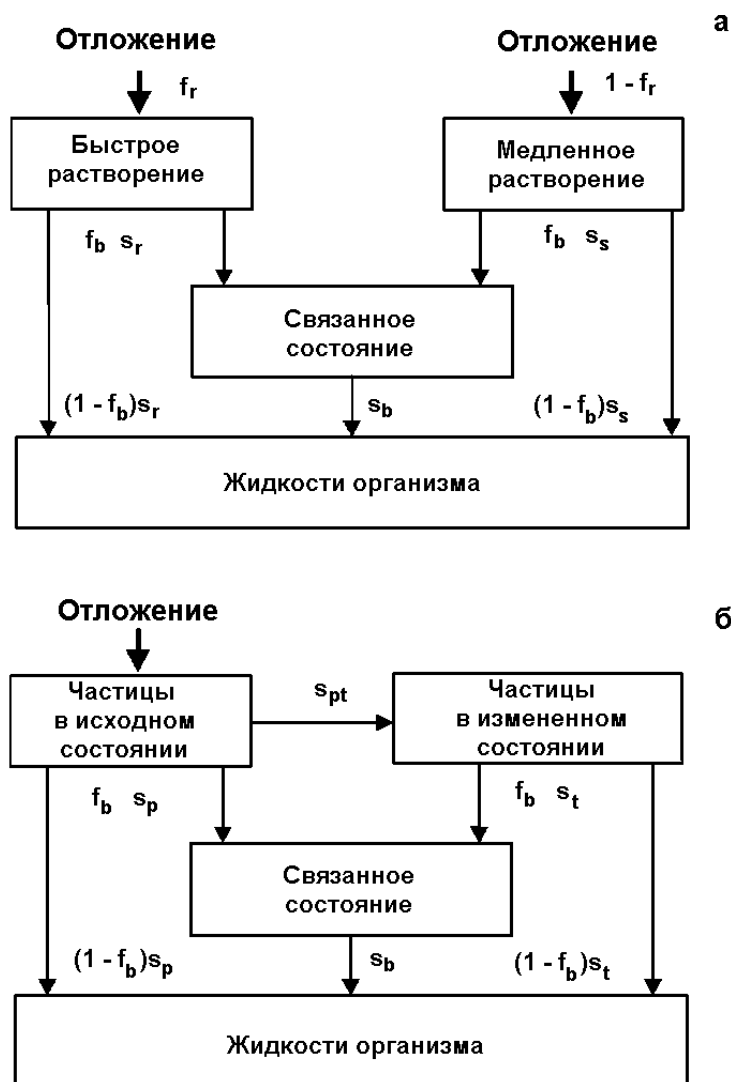 а
Отложение
Отложение
f_r
1 - f_r
Быстрое
растворение
Медленное
растворение
f_b s_r
f_b s_s
Связанное
состояние
(1 - f_b)s_r
s_b
(1 - f_b)s_s
Жидкости организма
б
Отложение
Частицы
в исходном
состоянии
s_pt
Частицы
в измененном
состоянии
f_b s_p
f_b s_t
Связанное
состояние
(1 - f_b)s_p
s_b
(1 - f_b)s_t
Жидкости организма